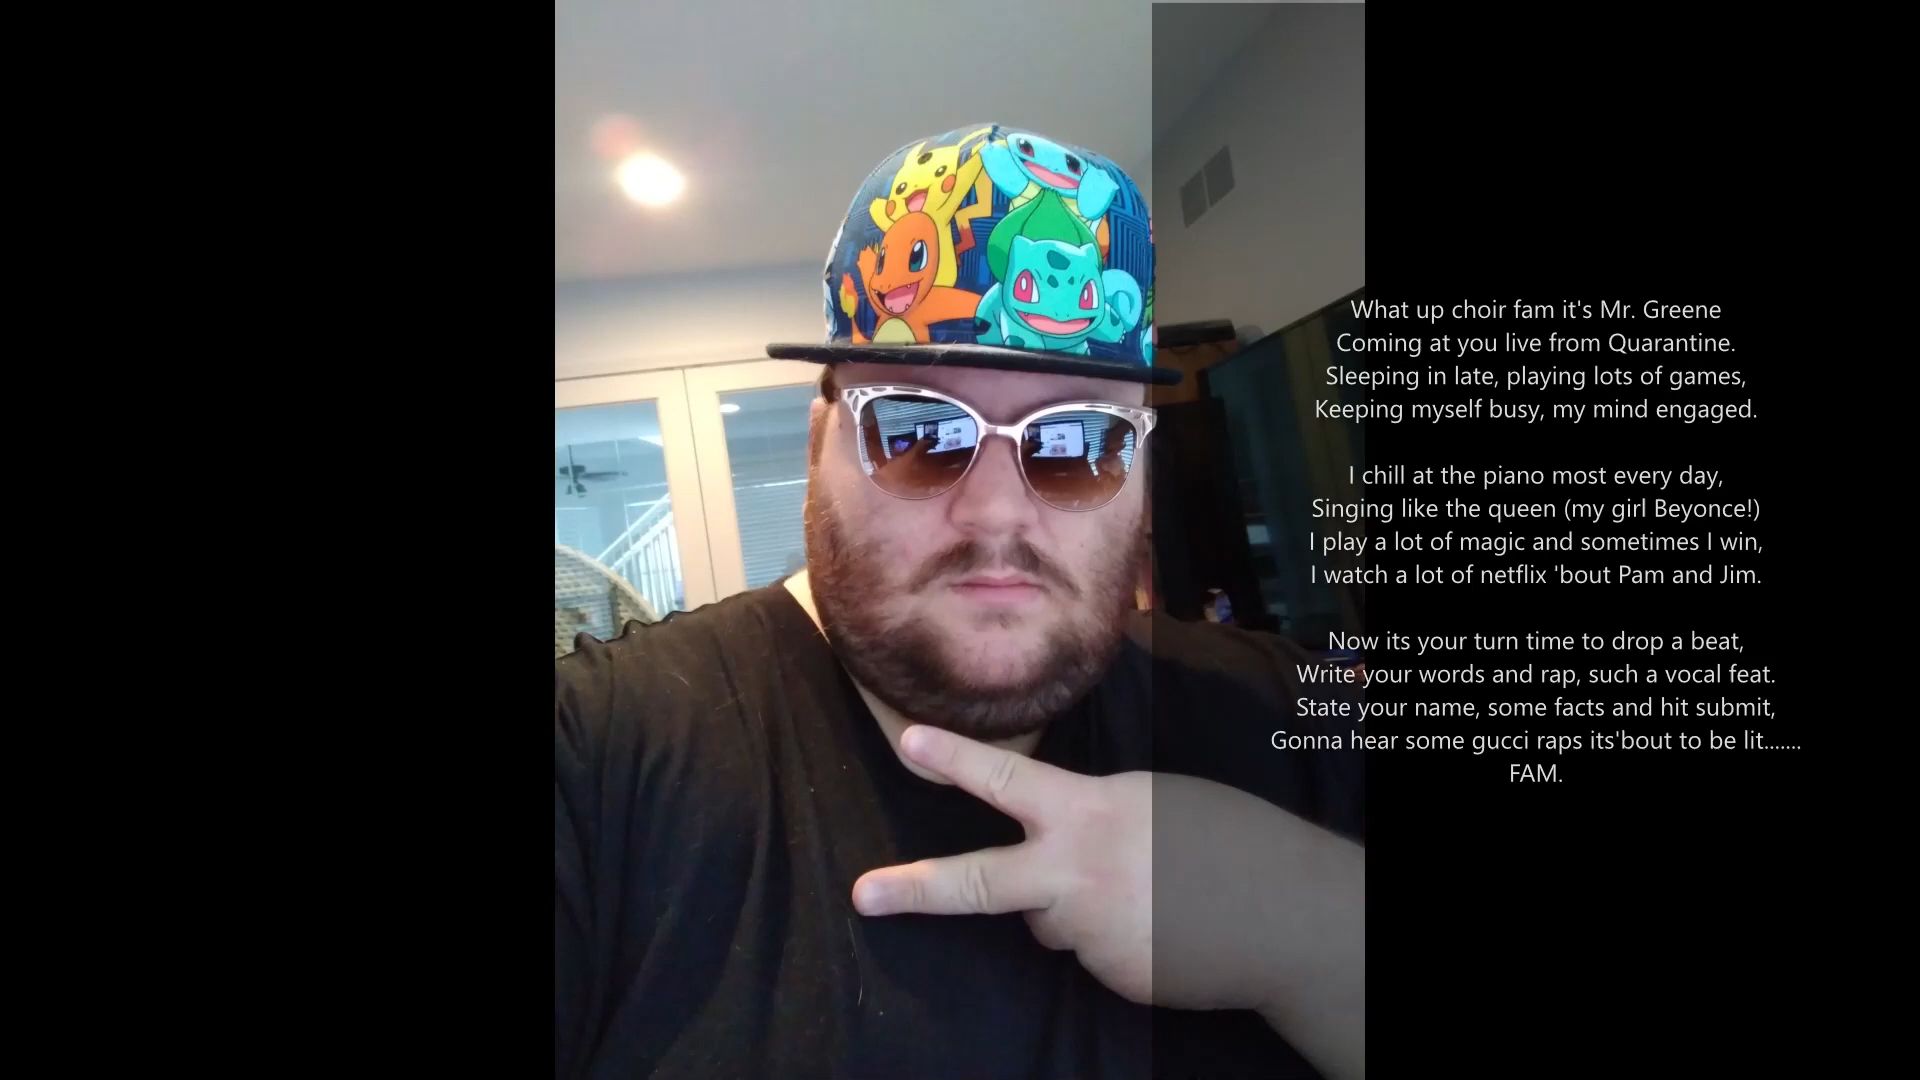 What up choir fam it's Mr. Greene
Coming at you live from Quarantine.
Sleeping in late, playing lots of games,
Keeping myself busy, my mind engaged.
I chill at the piano most every day,
Singing like the queen (my girl Beyonce!)
I play a lot of magic and sometimes I win,
I watch a lot of netflix 'bout Pam and Jim.
Now its your turn time to drop a beat,
Write your words and rap, such a vocal feat.
State your name, some facts and hit submit,
Gonna hear some gucci raps its'bout to be lit.......
FAM.